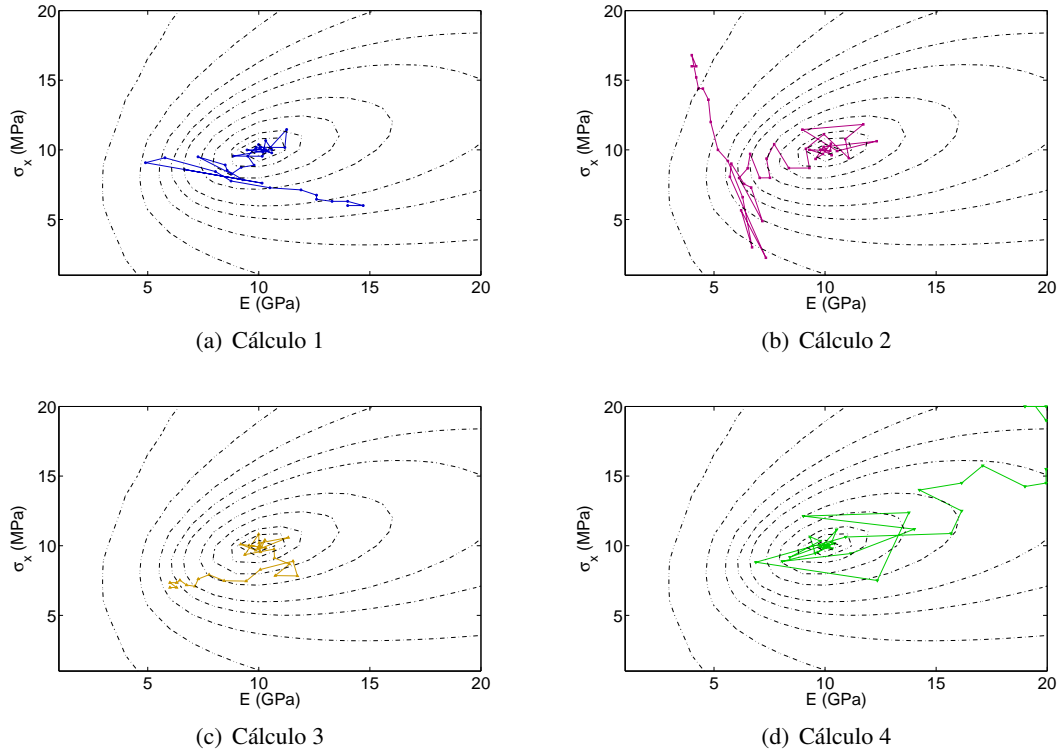 20
15
10
5
σx (MPa)
5 10 15 20
E (GPa)
(a) Cálculo 1
20
15
10
5
σx (MPa)
5 10 15 20
E (GPa)
(b) Cálculo 2
20
15
10
5
σx (MPa)
5 10 15 20
E (GPa)
(c) Cálculo 3
20
15
10
5
σx (MPa)
5 10 15 20
E (GPa)
(d) Cálculo 4